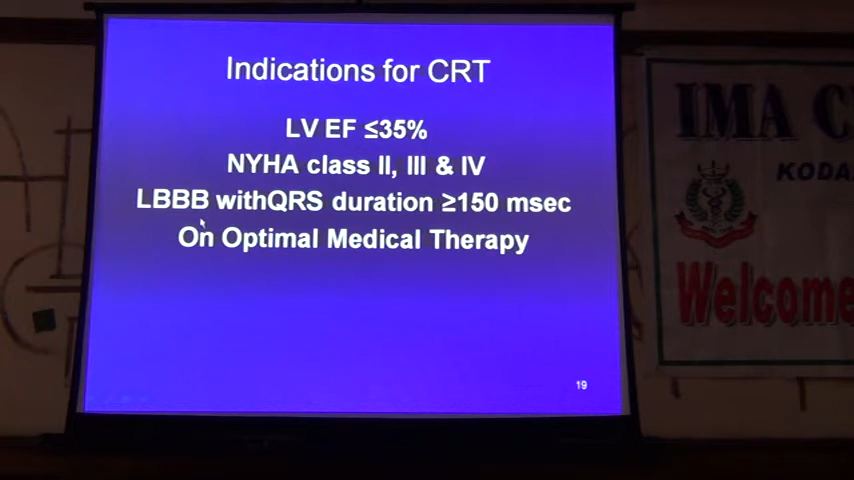 Indications for CRT
LV EF ≤35%
NYHA class II, III & IV
LBBB withQRS duration ≥150 msec
On Optimal Medical Therapy
19
IMA
Welcome